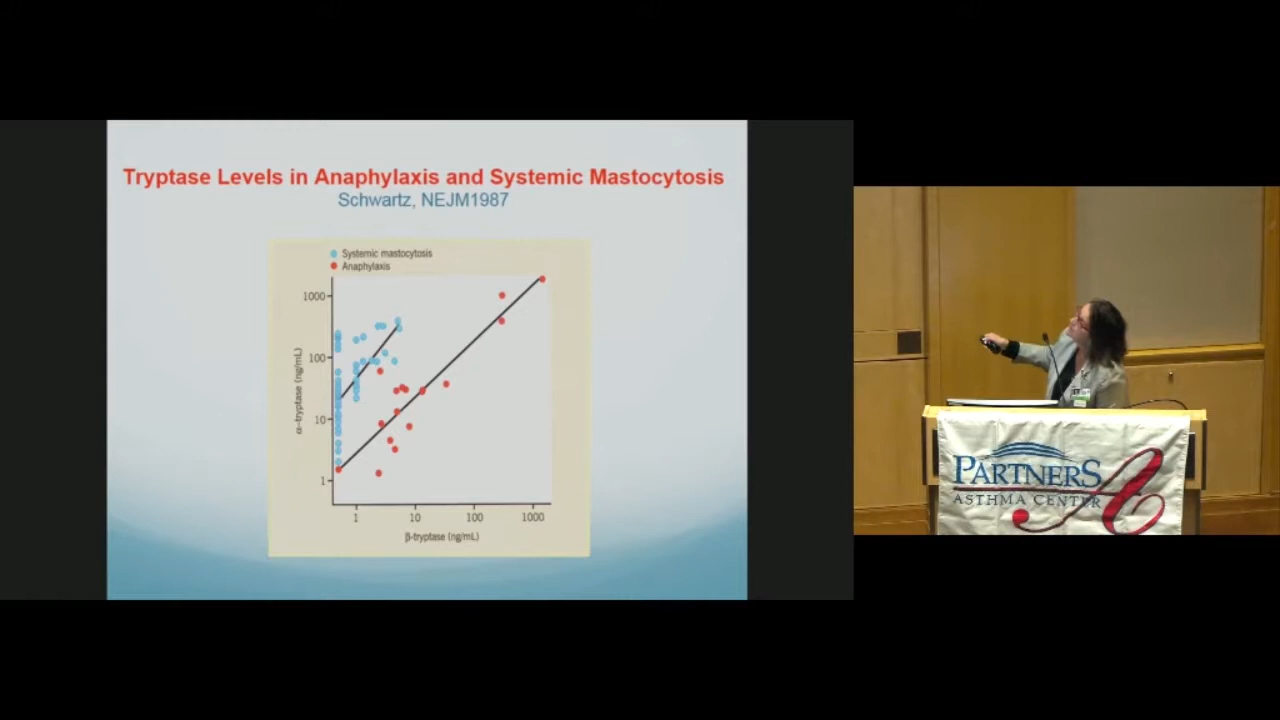 Tryptase Levels in Anaphylaxis and Systemic Mastocytosis
Schwartz, NEJM1987
Systemic mastocytosis
Anaphylaxis
1000
100
10
1
α-tryptase (ng/mL)
1 10 100 1000
β-tryptase (ng/mL)
PARTNERS
ASTHMA CENTER